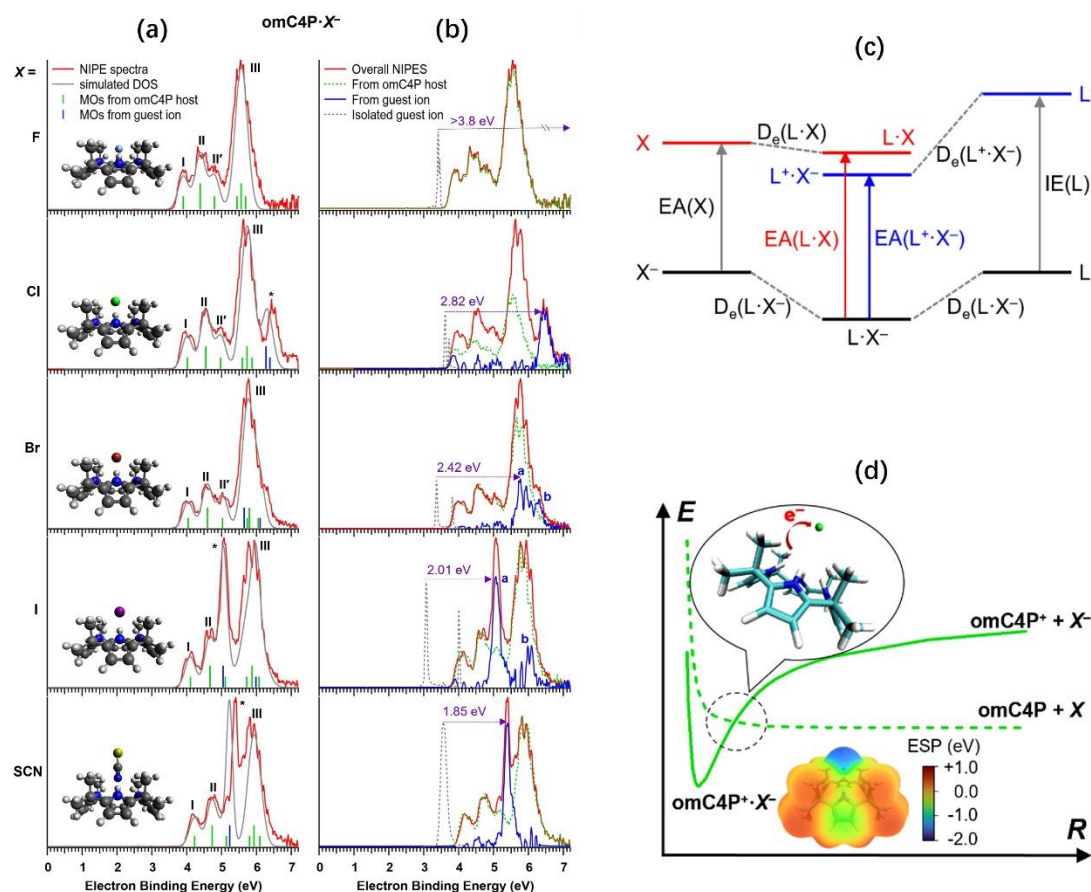 omC4P·X⁻
(a)
(b)
(c)
X =
NIPE spectra
simulated DOS
MOs from omC4P host
MOs from guest ion
F
I
II
II′
III
Cl
I
II
II′
III
*
Br
I
II
II′
III
I
I
II
*
III
SCN
I
II
*
III
0 1 2 3 4 5 6 7
Electron Binding Energy (eV)
Overall NIPES
From omC4P host
From guest ion
Isolated guest ion
>3.8 eV
2.82 eV
2.42 eV
a
b
2.01 eV
a
b
1.85 eV
0 1 2 3 4 5 6 7
Electron Binding Energy (eV)
X
Dₑ(L·X)
L·X
L⁺·X⁻
Dₑ(L⁺·X⁻)
L⁺
EA(X)
EA(L·X)
EA(L⁺·X⁻)
IE(L)
X⁻
Dₑ(L·X⁻)
L·X⁻
Dₑ(L·X⁻)
L
(d)
E
e⁻
omC4P⁺ + X⁻
omC4P + X
omC4P⁺·X⁻
ESP (eV)
+1.0
0.0
-1.0
-2.0
R